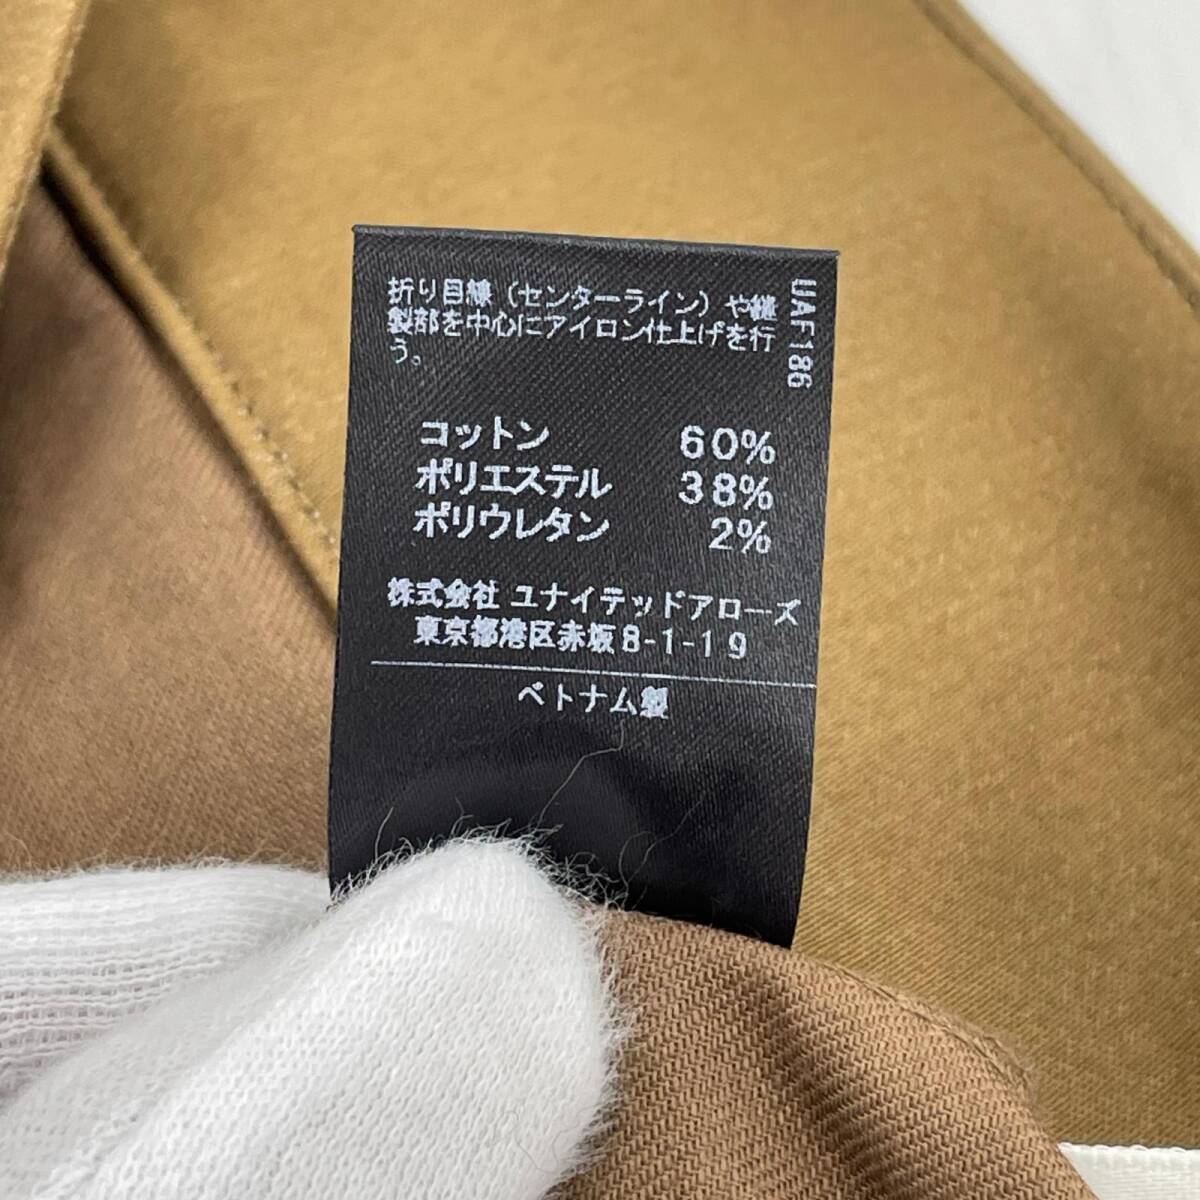 折り目線（センターライン）や縫
製部を中心にアイロン仕上げを行
う。
UAF186
コットン 60%
ポリエステル 38%
ポリウレタン 2%
株式会社 ユナイテッドアローズ
東京都港区赤坂8-1-19
ベトナム製